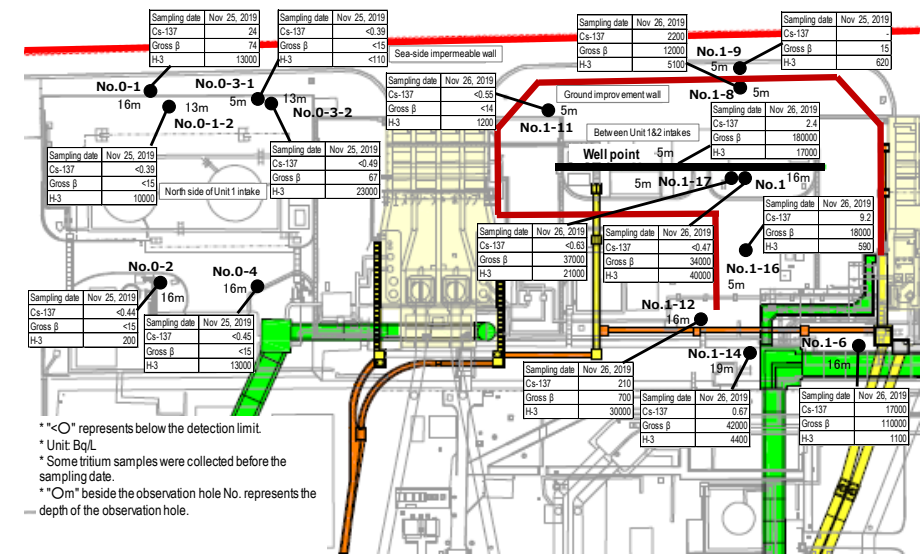 Sampling date Nov 25, 2019
Cs-137 24
Gross β 74
H-3 13000
Sampling date Nov 25, 2019
Cs-137 <0.39
Gross β <15
H-3 <110
Sea-side impermeable wall
Sampling date Nov 26, 2019
Cs-137 2200
Gross β 12000
H-3 5100
Sampling date Nov 25, 2019
Cs-137 -
Gross β 15
H-3 620
No.1-9
5m
No.0-1
16m
13m
No.0-1-2
No.0-3-1
5m
13m
No.0-3-2
Sampling date Nov 26, 2019
Cs-137 <0.55
Gross β <14
H-3 1200
Ground improvement wall
5m
No.1-11
No.1-8
5m
Sampling date Nov 26, 2019
Cs-137 2.4
Gross β 180000
H-3 17000
Between Unit 1&2 intakes
Well point
5m
Sampling date Nov 25, 2019
Cs-137 <0.39
Gross β <15
H-3 10000
North side of Unit 1 intake
Sampling date Nov 25, 2019
Cs-137 <0.49
Gross β 67
H-3 23000
5m
No.1-17
No.1
16m
Sampling date Nov 26, 2019
Cs-137 9.2
Gross β 18000
H-3 590
Sampling date Nov 26, 2019
Cs-137 <0.63
Gross β 37000
H-3 21000
Sampling date Nov 26, 2019
Cs-137 <0.47
Gross β 34000
H-3 40000
No.1-16
5m
No.0-2
16m
No.0-4
16m
Sampling date Nov 25, 2019
Cs-137 <0.44
Gross β <15
H-3 200
Sampling date Nov 25, 2019
Cs-137 <0.45
Gross β <15
H-3 13000
No.1-12
16m
No.1-14
19m
No.1-6
16m
Sampling date Nov 26, 2019
Cs-137 210
Gross β 700
H-3 30000
Sampling date Nov 26, 2019
Cs-137 0.67
Gross β 42000
H-3 4400
Sampling date Nov 26, 2019
Cs-137 17000
Gross β 110000
H-3 1100
* "<O" represents below the detection limit.
* Unit: Bq/L
* Some tritium samples were collected before the
sampling date.
* "Om" beside the observation hole No. represents the
depth of the observation hole.